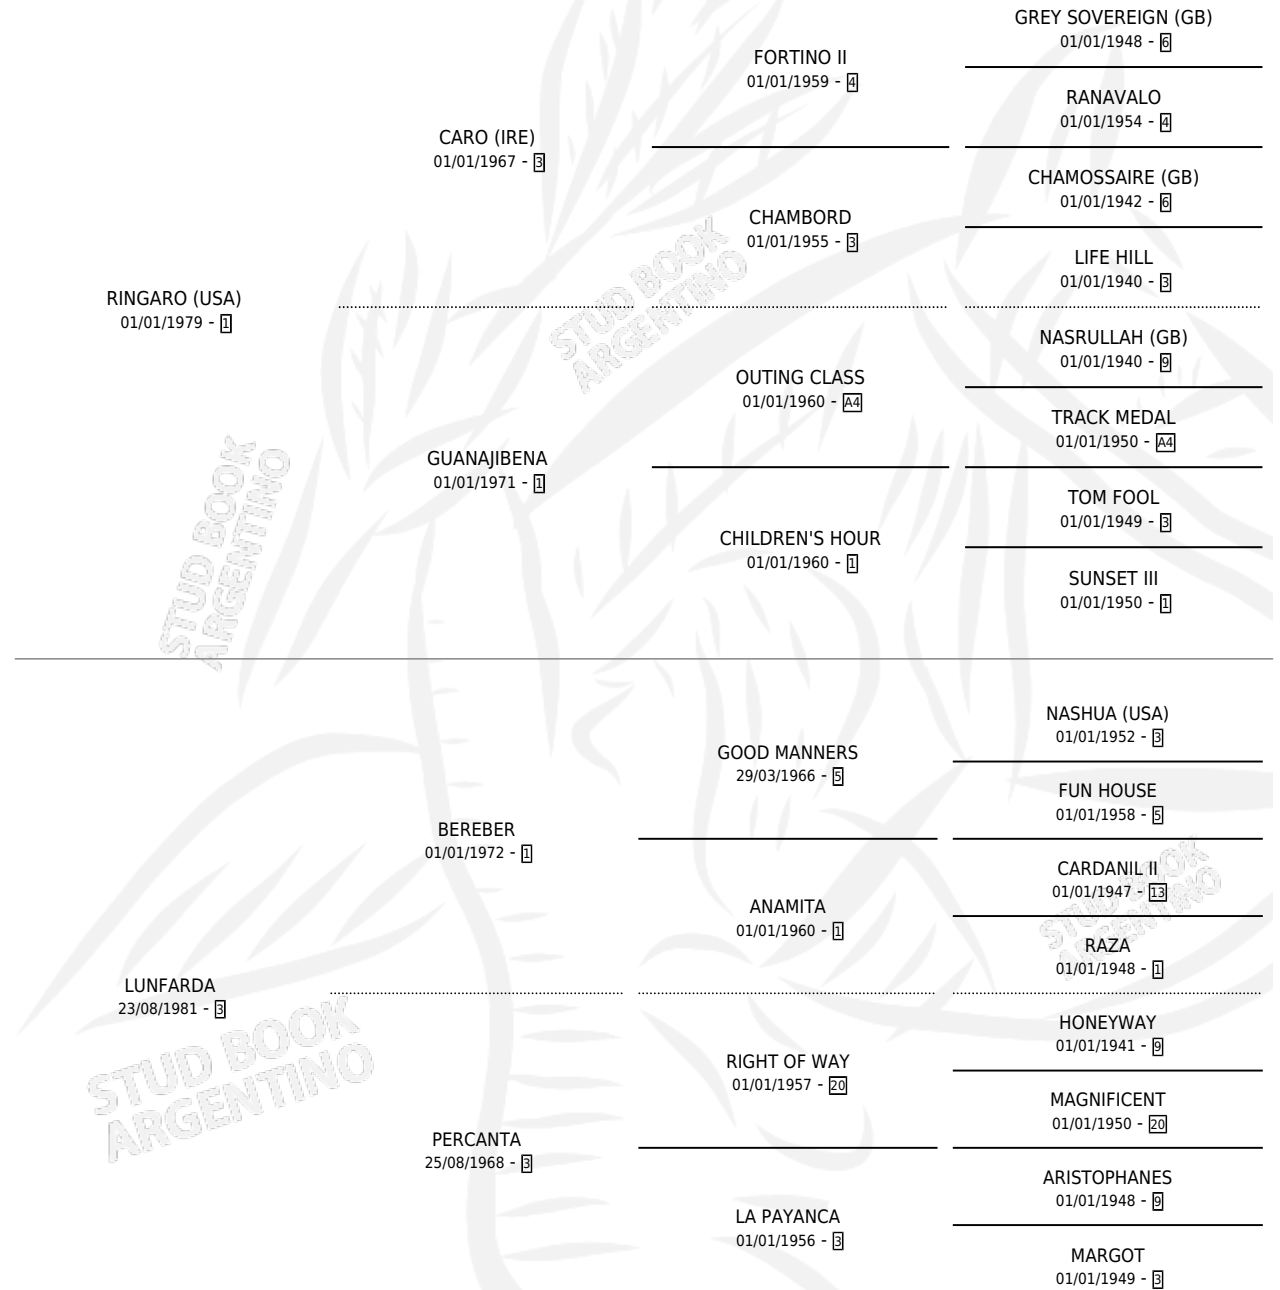 GREY SOVEREIGN (GB)
01/01/1948 - 6
FORTINO II
01/01/1959 - 4
RANAVALO
01/01/1954 - 4
CARO (IRE)
01/01/1967 - 3
CHAMOSSAIRE (GB)
01/01/1942 - 6
CHAMBORD
01/01/1955 - 3
LIFE HILL
01/01/1940 - 3
RINGARO (USA)
01/01/1979 - 1
STUD BOOK
ARGENTINO
NASRULLAH (GB)
01/01/1940 - 9
OUTING CLASS
01/01/1960 - A4
TRACK MEDAL
01/01/1950 - A4
GUANAJIBENA
01/01/1971 - 1
TOM FOOL
01/01/1949 - 3
CHILDREN'S HOUR
01/01/1960 - 1
SUNSET III
01/01/1950 - 1
STUD BOOK
ARGENTINO
NASHUA (USA)
01/01/1952 - 3
GOOD MANNERS
29/03/1966 - 5
FUN HOUSE
01/01/1958 - 5
BEREBER
01/01/1972 - 1
CARDANIL II
01/01/1947 - 13
ANAMITA
01/01/1960 - 1
STUD BOOK
ARGENTINO
RAZA
01/01/1948 - 1
LUNFARDA
23/08/1981 - 3
HONEYWAY
01/01/1941 - 9
RIGHT OF WAY
01/01/1957 - 20
STUD BOOK
ARGENTINO
MAGNIFICENT
01/01/1950 - 20
PERCANTA
25/08/1968 - 3
ARISTOPHANES
01/01/1948 - 9
LA PAYANCA
01/01/1956 - 3
MARGOT
01/01/1949 - 3